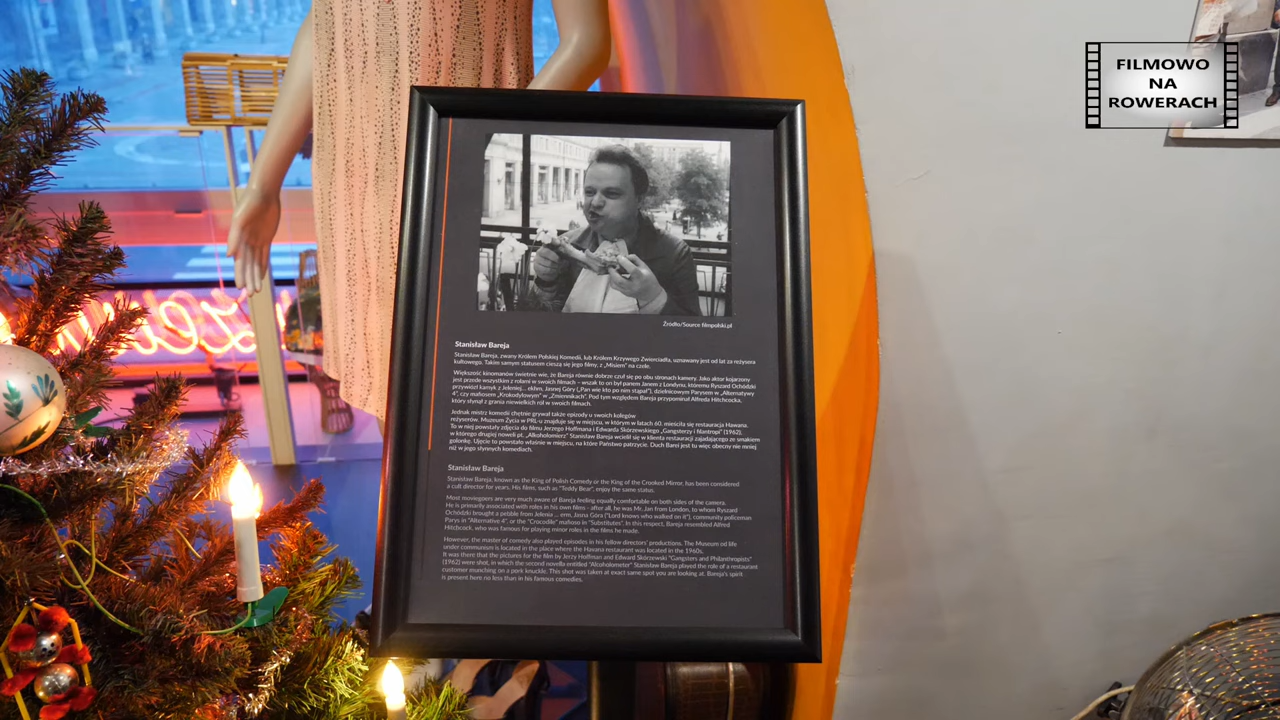 FILMOWO
NA
ROWERACH
Źródło/Source filmpolski.pl
Stanisław Bareja
Stanisław Bareja, zwany Królem Polskiej Komedii, lub Królem Krzywego Zwierciadła, uznawany jest od lat za reżysera
kultowego. Takim samym statusem cieszą się jego filmy, z „Misiem” na czele.
Większość kinomanów świetnie wie, że Bareja równie dobrze czuł się po obu stronach kamery. Jako aktor kojarzony
jest przede wszystkim z rolami w swoich filmach – wszak to on był panem Janem z Londynu, któremu Ryszard Ochódzki
przywiózł kamyk z Jeleniej... ekhm, Jasnej Góry („Pan wie kto po nim stąpał”), dzielnicowym Parysem w „Alternatywy
4”, czy mafiosem „Krokodylowym” w „Zmiennikach”. Pod tym względem Bareja przypominał Alfreda Hitchcocka,
który słynął z grania niewielkich ról w swoich filmach.
Jednak mistrz komedii chętnie grywał także epizody u swoich kolegów
reżyserów. Muzeum Życia w PRL-u znajduje się w miejscu, w którym w latach 60. mieściła się restauracja Havana.
To w niej powstały zdjęcia do filmu Jerzego Hoffmana i Edwarda Skórzewskiego „Gangsterzy i filantropi” (1962),
w którego drugiej noweli pt. „Alkoholomierz” Stanisław Bareja wcielił się w klienta restauracji zajadającego ze smakiem
golonkę. Ujęcie to powstało właśnie w miejscu, na które Państwo patrzycie. Duch Barei jest tu więc obecny nie mniej
niż w jego słynnych komediach.
Stanisław Bareja
Stanisław Bareja, known as the King of Polish Comedy or the King of the Crooked Mirror, has been considered
a cult director for years. His films, such as "Teddy Bear", enjoy the same status.
Most moviegoers are very much aware of Bareja feeling equally comfortable on both sides of the camera.
He is primarily associated with roles in his own films - after all, he was Mr. Jan from London, to whom Ryszard
Ochódzki brought a pebble from Jelenia ... erm, Jasna Góra ("Lord knows who walked on it"), community policeman
Parys in "Alternative 4", or the "Crocodile" mafioso in "Substitutes". In this respect, Bareja resembled Alfred
Hitchcock, who was famous for playing minor roles in the films he made.
However, the master of comedy also played episodes in his fellow directors' productions. The Museum od life
under communism is located in the place where the Havana restaurant was located in the 1960s.
It was there that the pictures for the film by Jerzy Hoffman and Edward Skórzewski "Gangsters and Philanthropists"
(1962) were shot, in which the second novella entitled "Alcoholometer" Stanisław Bareja played the role of a restaurant
customer munching on a pork knuckle. This shot was taken at exact same spot you are looking at. Bareja's spirit
is present here no less than in his famous comedies.